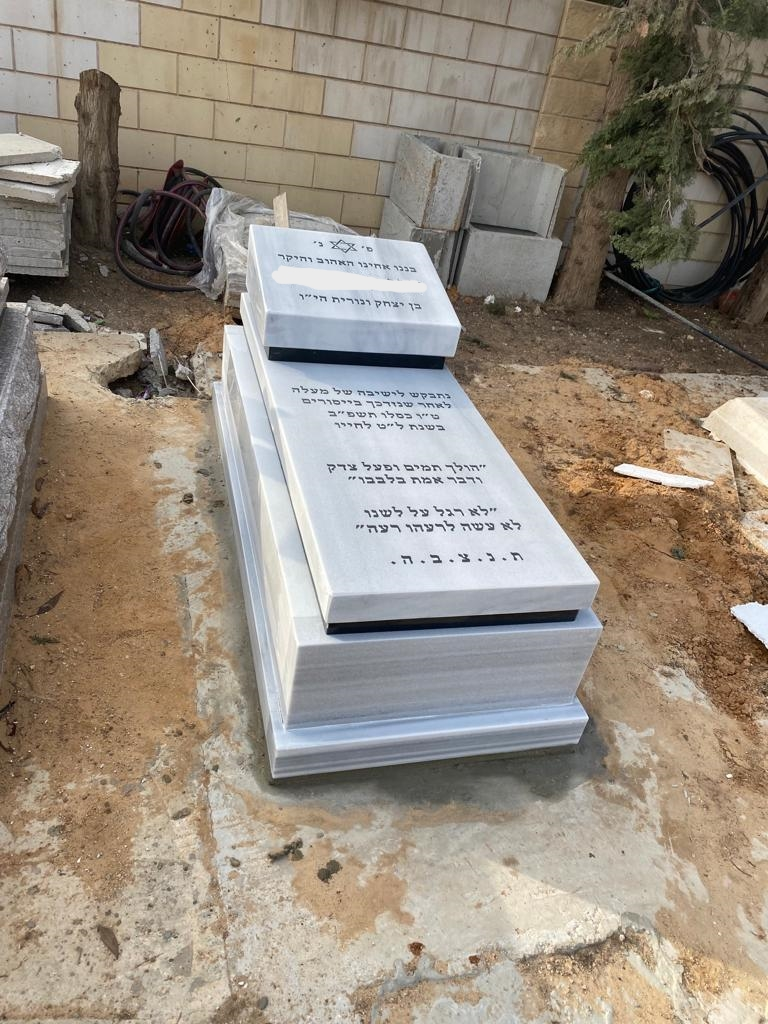 פ' נ'
בננו אחינו האהוב והיקר
בן יצחק ונורית הי"ו
נתבקש לישיבה של מעלה
לאחר שנזדכך בייסורים
ט"ו כסלו תשפ"ב
בשנת ל"ט לחייו
"הולך תמים ופעל צדק
ודבר אמת בלבבו"
"לא רגל על לשנו
לא עשה לרעהו רעה"
ת.נ.צ.ב.ה.